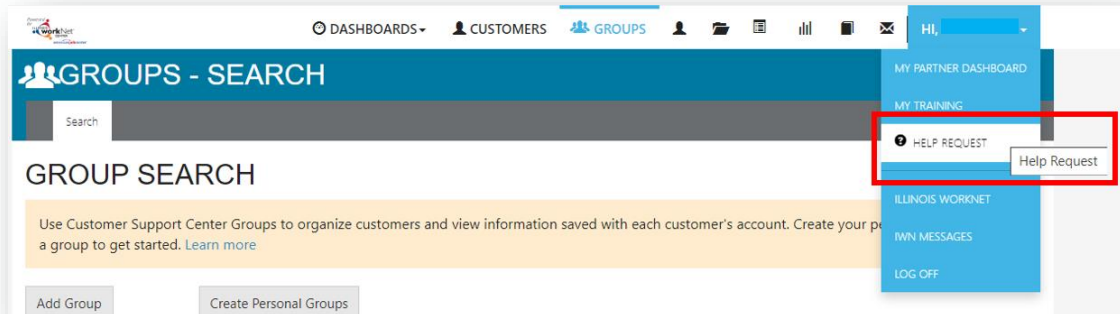 workNet
DASHBOARDS
CUSTOMERS
GROUPS
HI,
GROUPS - SEARCH
Search
MY PARTNER DASHBOARD
MY TRAINING
HELP REQUEST
Help Request
ILLINOIS WORKNET
IWN MESSAGES
LOG OFF
GROUP SEARCH
Use Customer Support Center Groups to organize customers and view information saved with each customer's account. Create your
a group to get started. Learn more
Add Group
Create Personal Groups